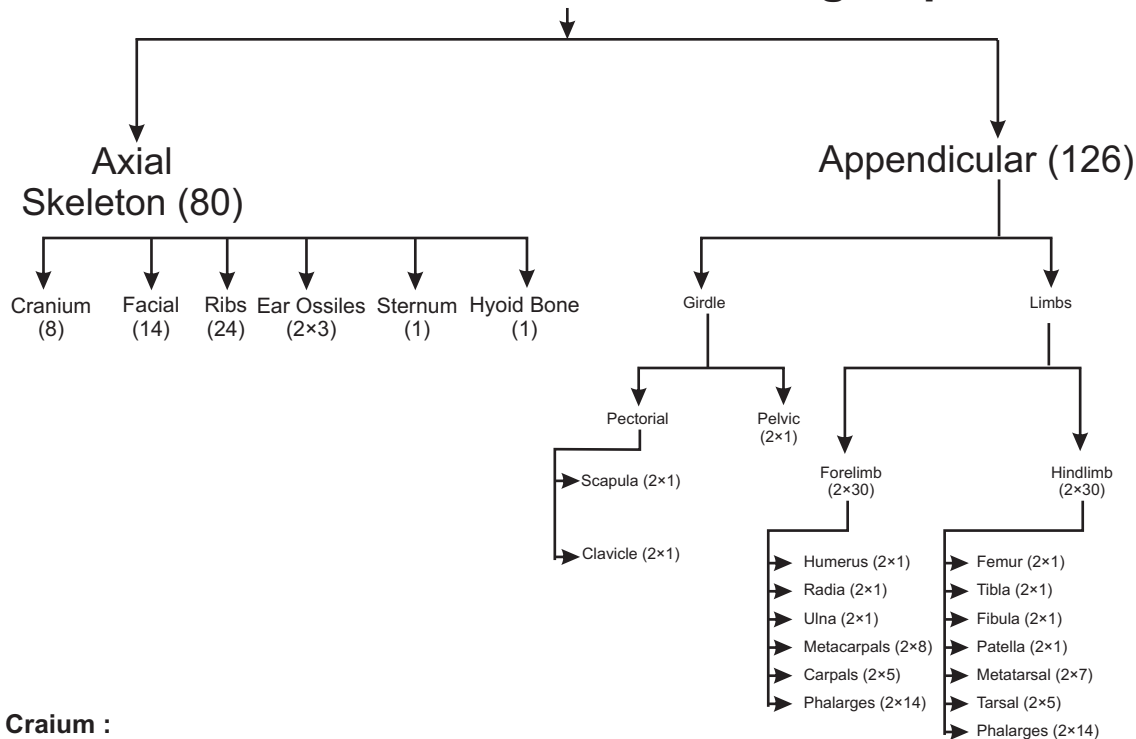 Axial
Skeleton (80)
Appendicular (126)
Cranium
(8)
Facial
(14)
Ribs
(24)
Ear Ossiles
(2×3)
Sternum
(1)
Hyoid Bone
(1)
Girdle
Limbs
Pectorial
Pelvic
(2×1)
Scapula (2×1)
Clavicle (2×1)
Forelimb
(2×30)
Hindlimb
(2×30)
Humerus (2×1)
Radia (2×1)
Ulna (2×1)
Metacarpals (2×8)
Carpals (2×5)
Phalarges (2×14)
Femur (2×1)
Tibla (2×1)
Fibula (2×1)
Patella (2×1)
Metatarsal (2×7)
Tarsal (2×5)
Phalarges (2×14)
Craium :